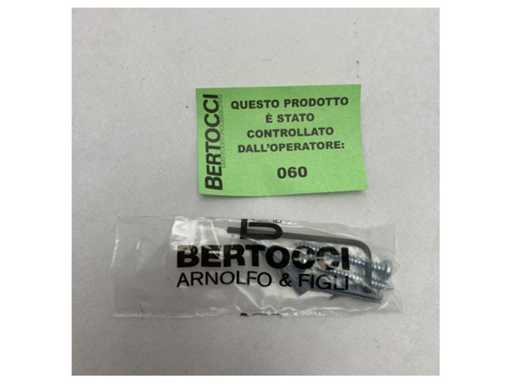 BERTOCCI
QUESTO PRODOTTO
È STATO
CONTROLLATO
DALL'OPERATORE:
060
BERTOCCI
ARNOLFO & FIGLI